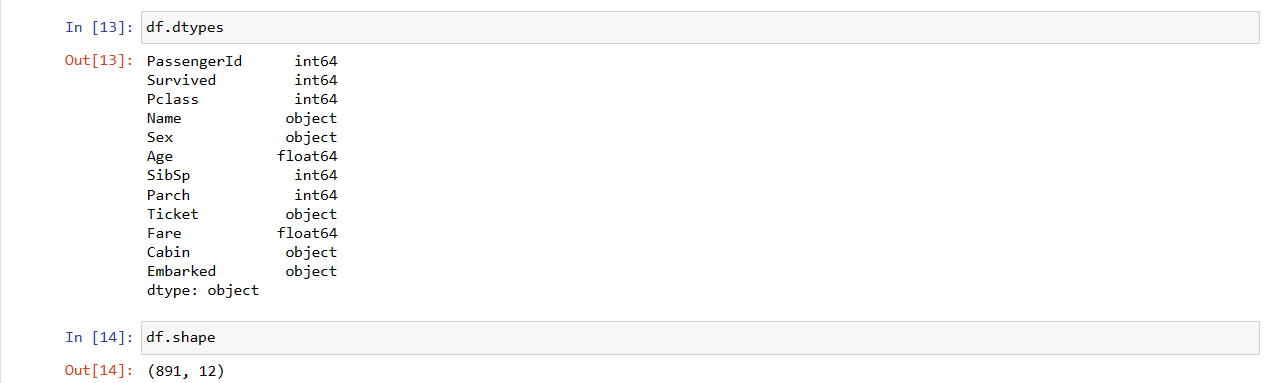 In [13]: df.dtypes
Out[13]: PassengerId int64
Survived int64
Pclass int64
Name object
Sex object
Age float64
SibSp int64
Parch int64
Ticket object
Fare float64
Cabin object
Embarked object
dtype: object
In [14]: df.shape
Out[14]: (891, 12)